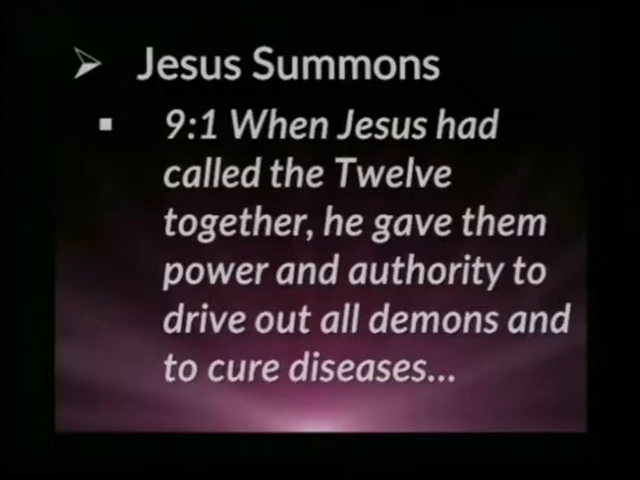 Jesus Summons
9:1 When Jesus had
called the Twelve
together, he gave them
power and authority to
drive out all demons and
to cure diseases...